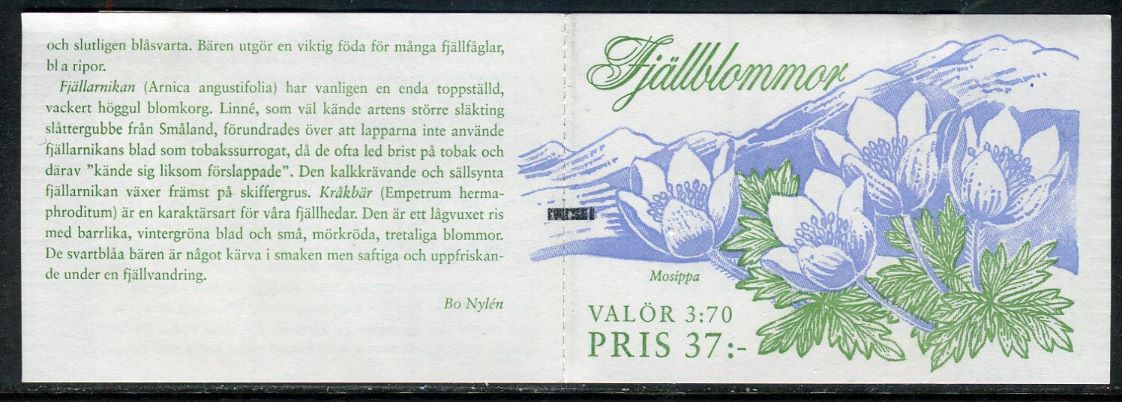 och slutligen blåsvarta. Bären utgör en viktig föda för många fjällfåglar,
bl a ripor.
Fjällarnikan (Arnica angustifolia) har vanligen en enda toppställd,
vackert höggul blomkorg. Linné, som väl kände artens större släkting
slåttergubbe från Småland, förundrades över att lapparna inte använde
fjällarnikans blad som tobakssurrogat, då de ofta led brist på tobak och
därav "kände sig liksom förslappade". Den kalkkrävande och sällsynta
fjällarnikan växer främst på skiffergrus. Kråkbär (Empetrum herma-
phroditum) är en karaktärsart för våra fjällhedar. Den är ett lågvuxet ris
med barrlika, vintergröna blad och små, mörkröda, tretaliga blommor.
De svartblåa bären är något kärva i smaken men saftiga och uppfriskan-
de under en fjällvandring.
Bo Nylén
Fjällblommor
Mosippa
VALÖR 3:70
PRIS 37:-